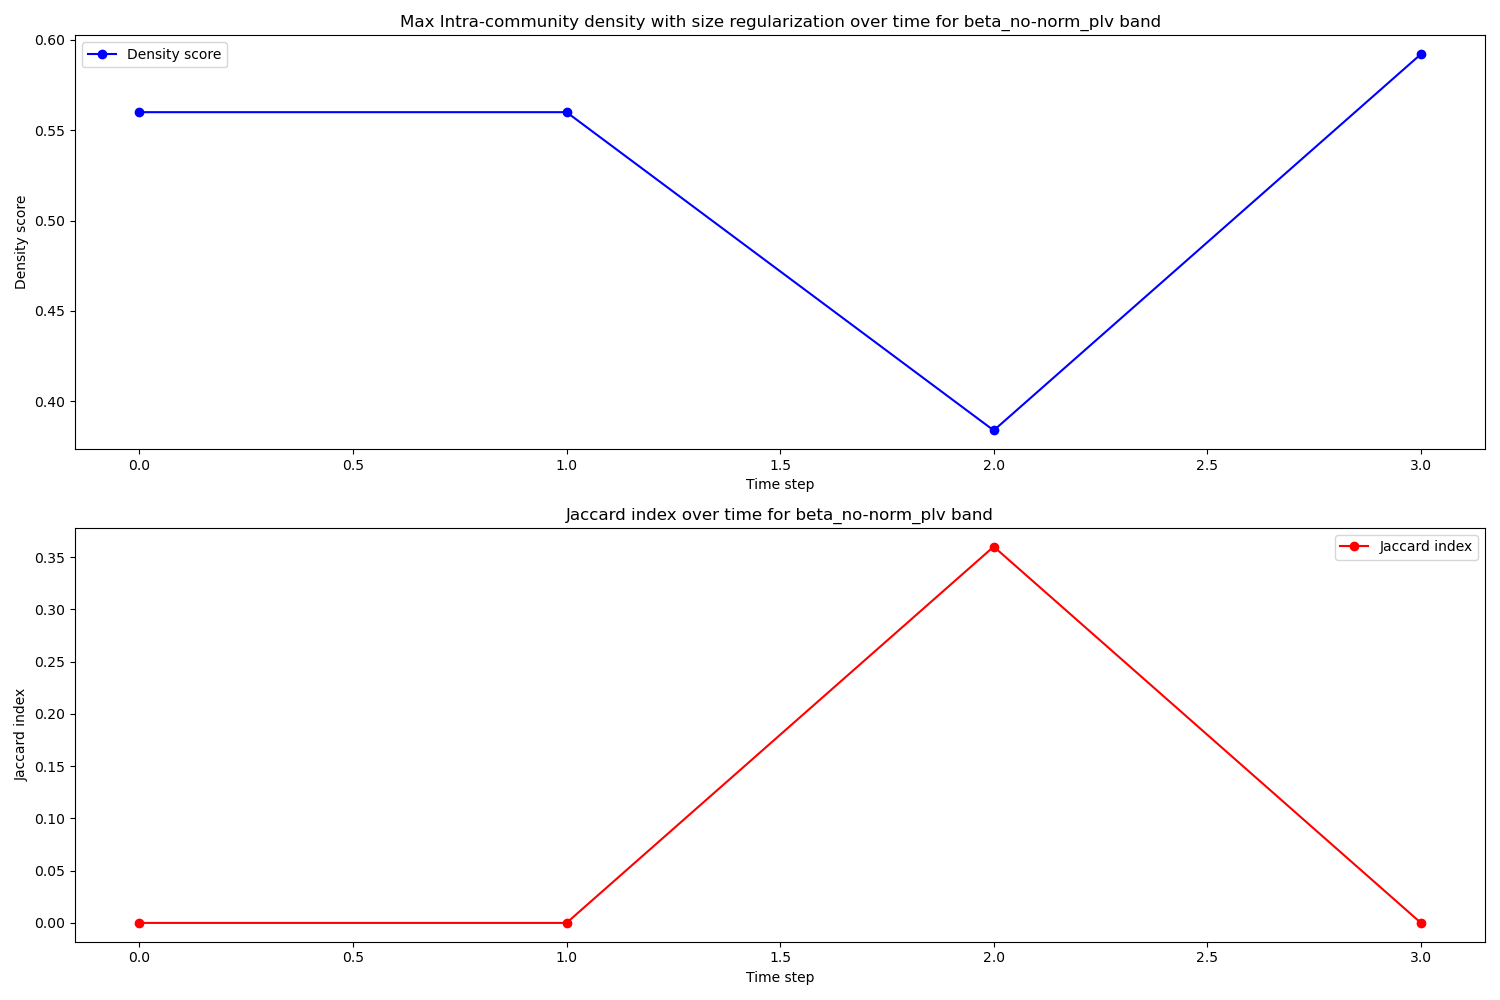 Max Intra-community density with size regularization over time for beta_no-norm_plv band
Density score
0.60
0.55
0.50
0.45
0.40
Density score
0.0 0.5 1.0 1.5 2.0 2.5 3.0
Time step
Jaccard index over time for beta_no-norm_plv band
Jaccard index
0.35
0.30
0.25
0.20
0.15
0.10
0.05
0.00
Jaccard index
0.0 0.5 1.0 1.5 2.0 2.5 3.0
Time step